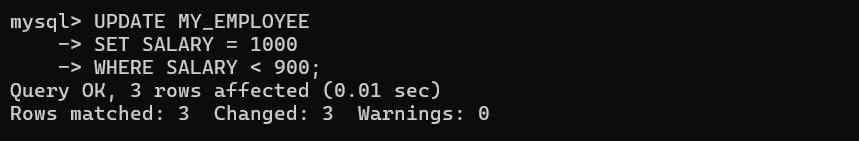 mysql> UPDATE MY_EMPLOYEE
    -> SET SALARY = 1000
    -> WHERE SALARY < 900;
Query OK, 3 rows affected (0.01 sec)
Rows matched: 3  Changed: 3  Warnings: 0